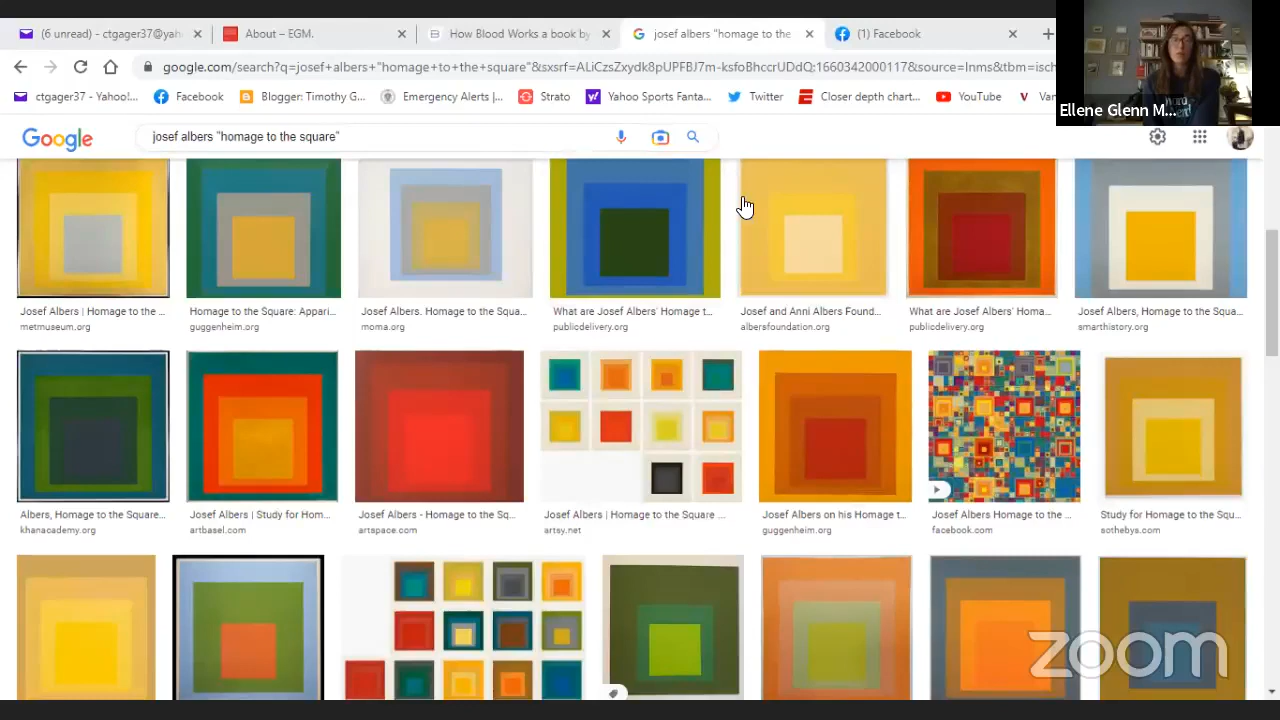 (6 unread) - ctgager37@yah
About – EGM.
How Blood Works a book by
josef albers "homage to the
(1) Facebook
google.com/search?q=josef+albers+"homage+to+the+square"&sxsrf=ALiCzsZxydk8pUPFBJ7m-ksfoBhccrUDdQ:1660342000117&source=lnms&tbm=isch
ctgager37 - Yahoo!...
Facebook
Blogger: Timothy G...
Emergency Alerts |...
Strato
Yahoo Sports Fanta...
Twitter
Closer depth chart...
YouTube
Van
Ellene Glenn M...
Google
josef albers "homage to the square"
Josef Albers | Homage to the ...
metmuseum.org
Homage to the Square: Appari...
guggenheim.org
Josef Albers. Homage to the Squa...
moma.org
What are Josef Albers' Homage t...
publicdelivery.org
Josef and Anni Albers Found...
albersfoundation.org
What are Josef Albers' Homa...
publicdelivery.org
Josef Albers, Homage to the Squa...
smarthistory.org
Albers, Homage to the Square...
khanacademy.org
Josef Albers | Study for Hom...
artbasel.com
Josef Albers - Homage to the Sq...
artspace.com
Josef Albers | Homage to the Square ...
artsy.net
Josef Albers on his Homage t...
guggenheim.org
Josef Albers Homage to the ...
facebook.com
Study for Homage to the Squ...
sothebys.com
zoom